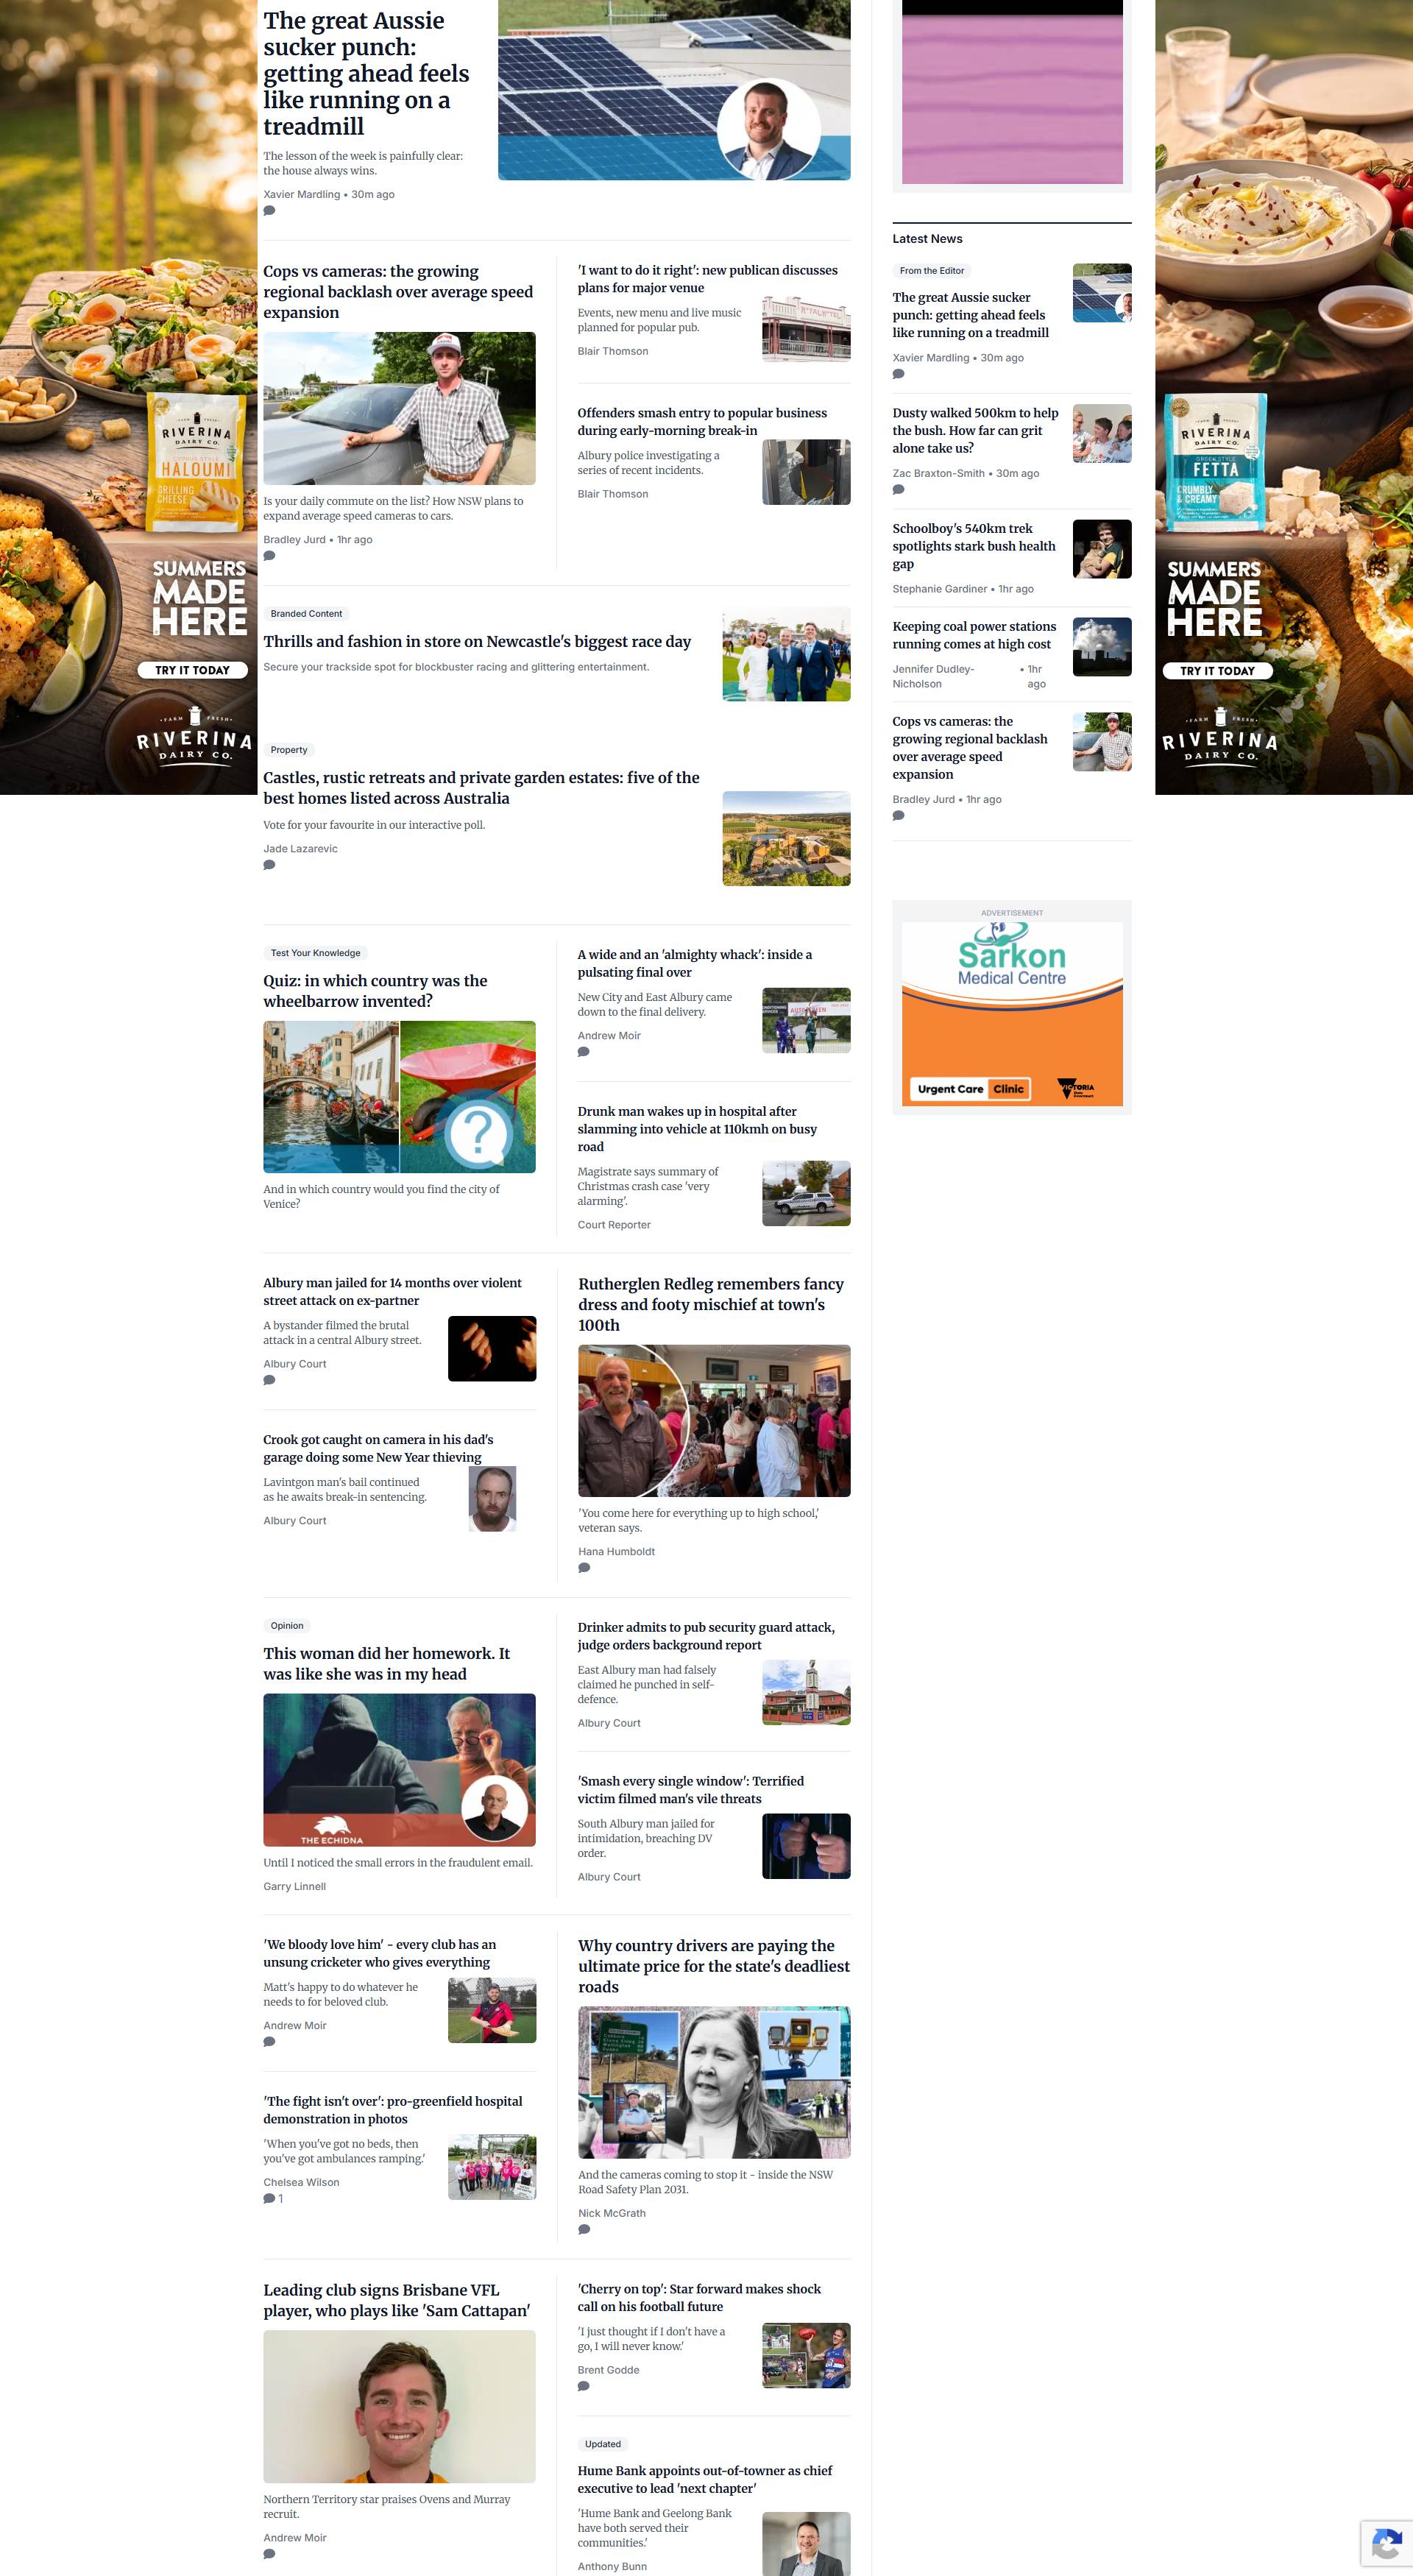 The great Aussie
sucker punch:
getting ahead feels
like running on a
treadmill
The lesson of the week is painfully clear:
the house always wins.
Xavier Mardling • 30m ago
Cops vs cameras: the growing
regional backlash over average speed
expansion
Is your daily commute on the list? How NSW plans to
expand average speed cameras to cars.
Bradley Jurd • 1hr ago
'I want to do it right': new publican discusses
plans for major venue
Events, new menu and live music
planned for popular pub.
Blair Thomson
Offenders smash entry to popular business
during early-morning break-in
Albury police investigating a
series of recent incidents.
Blair Thomson
Branded Content
Thrills and fashion in store on Newcastle's biggest race day
Secure your trackside spot for blockbuster racing and glittering entertainment.
Property
Castles, rustic retreats and private garden estates: five of the
best homes listed across Australia
Vote for your favourite in our interactive poll.
Jade Lazarevic
Test Your Knowledge
Quiz: in which country was the
wheelbarrow invented?
?
And in which country would you find the city of
Venice?
A wide and an 'almighty whack': inside a
pulsating final over
New City and East Albury came
down to the final delivery.
Andrew Moir
Drunk man wakes up in hospital after
slamming into vehicle at 110kmh on busy
road
Magistrate says summary of
Christmas crash case 'very
alarming'.
Court Reporter
Albury man jailed for 14 months over violent
street attack on ex-partner
A bystander filmed the brutal
attack in a central Albury street.
Albury Court
Crook got caught on camera in his dad's
garage doing some New Year thieving
Lavintgon man's bail continued
as he awaits break-in sentencing.
Albury Court
Rutherglen Redleg remembers fancy
dress and footy mischief at town's
100th
'You come here for everything up to high school,'
veteran says.
Hana Humboldt
Opinion
This woman did her homework. It
was like she was in my head
THE ECHIDNA
Until I noticed the small errors in the fraudulent email.
Garry Linnell
Drinker admits to pub security guard attack,
judge orders background report
East Albury man had falsely
claimed he punched in self-
defence.
Albury Court
'Smash every single window': Terrified
victim filmed man's vile threats
South Albury man jailed for
intimidation, breaching DV
order.
Albury Court
'We bloody love him' - every club has an
unsung cricketer who gives everything
Matt's happy to do whatever he
needs to for beloved club.
Andrew Moir
'The fight isn't over': pro-greenfield hospital
demonstration in photos
'When you've got no beds, then
you've got ambulances ramping.'
Chelsea Wilson
1
Why country drivers are paying the
ultimate price for the state's deadliest
roads
And the cameras coming to stop it - inside the NSW
Road Safety Plan 2031.
Nick McGrath
Leading club signs Brisbane VFL
player, who plays like 'Sam Cattapan'
Northern Territory star praises Ovens and Murray
recruit.
Andrew Moir
'Cherry on top': Star forward makes shock
call on his football future
'I just thought if I don't have a
go, I will never know.'
Brent Godde
Updated
Hume Bank appoints out-of-towner as chief
executive to lead 'next chapter'
'Hume Bank and Geelong Bank
have both served their
communities.'
Anthony Bunn
Latest News
From the Editor
The great Aussie sucker
punch: getting ahead feels
like running on a treadmill
Xavier Mardling • 30m ago
Dusty walked 500km to help
the bush. How far can grit
alone take us?
Zac Braxton-Smith • 30m ago
Schoolboy's 540km trek
spotlights stark bush health
gap
Stephanie Gardiner • 1hr ago
Keeping coal power stations
running comes at high cost
Jennifer Dudley-
Nicholson
• 1hr
ago
Cops vs cameras: the
growing regional backlash
over average speed
expansion
Bradley Jurd • 1hr ago
ADVERTISEMENT
Sarkon
Medical Centre
Urgent Care Clinic
VICTORIA
RIVERINA
DAIRY CO.
HALOUMI
GRILLING
CHEESE
SUMMERS
MADE
HERE
TRY IT TODAY
FARM FRESH
RIVERINA
DAIRY CO.
RIVERINA
DAIRY CO.
FETTA
CRUMBLY
& CREAMY
SUMMERS
MADE
HERE
TRY IT TODAY
FARM FRESH
RIVERINA
DAIRY CO.